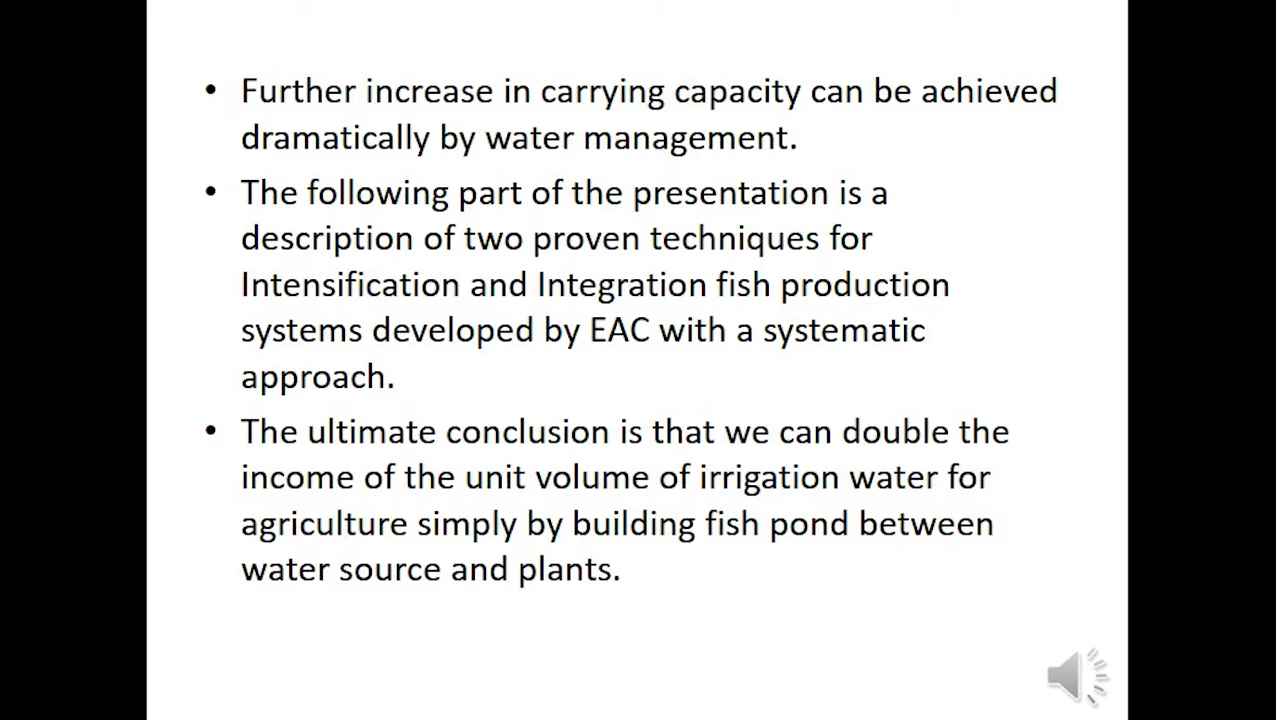 • Further increase in carrying capacity can be achieved
dramatically by water management.
• The following part of the presentation is a
description of two proven techniques for
Intensification and Integration fish production
systems developed by EAC with a systematic
approach.
• The ultimate conclusion is that we can double the
income of the unit volume of irrigation water for
agriculture simply by building fish pond between
water source and plants.